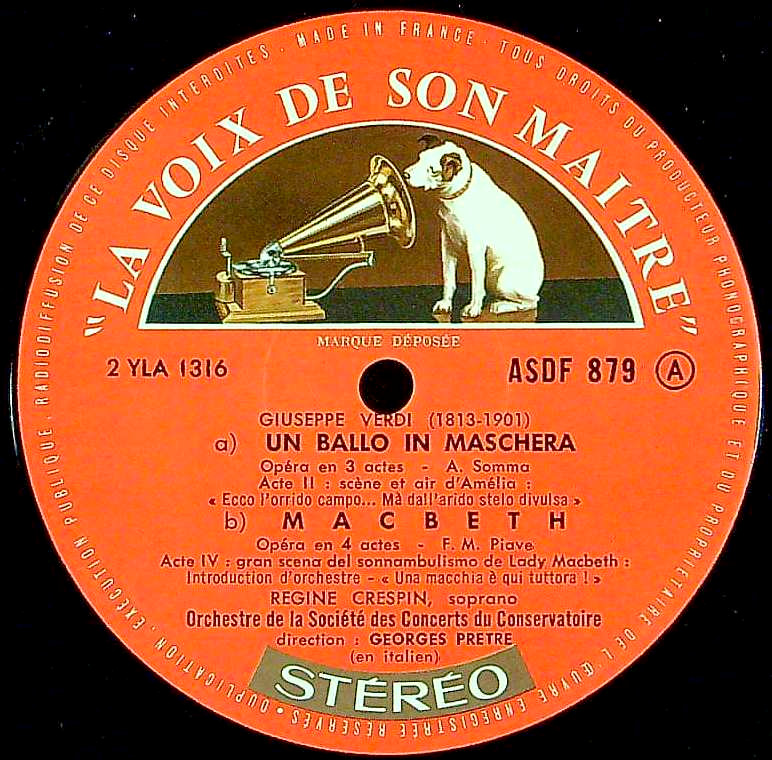 MADE IN FRANCE · TOUS DROITS DU PRODUCTEUR PHONOGRAPHIQUE ET DU PROPRIÉTAIRE DE L'ŒUVRE ENREGISTRÉE RÉSERVÉS · DUPLICATION · EXÉCUTION PUBLIQUE · RADIODIFFUSION DE CE DISQUE INTERDITES ·
"LA VOIX DE SON MAITRE"
MARQUE DÉPOSÉE
2 YLA 1316
ASDF 879 A
GIUSEPPE VERDI (1813-1901)
a) UN BALLO IN MASCHERA
Opéra en 3 actes - A. Somma
Acte II : scène et air d'Amélia :
« Ecco l'orrido campo... Mà dall'arido stelo divulsa »
b) MACBETH
Opéra en 4 actes - F. M. Piave
Acte IV : gran scena del sonnambulismo de Lady Macbeth :
Introduction d'orchestre - « Una macchia è qui tuttora ! »
REGINE CRESPIN, soprano
Orchestre de la Société des Concerts du Conservatoire
direction : GEORGES PRETRE
(en italien)
STÉRÉO